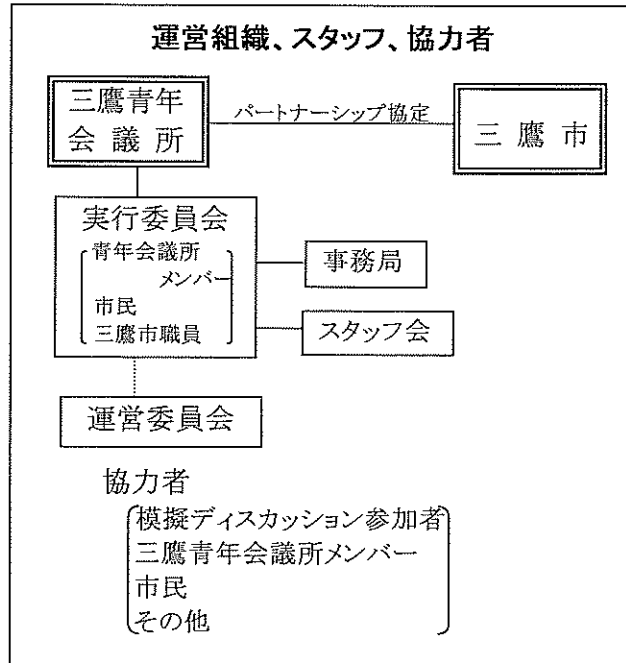 運営組織、スタッフ、協力者
三鷹青年
会議所
パートナーシップ協定
三鷹市
実行委員会
青年会議所
メンバー
市民
三鷹市職員
事務局
スタッフ会
運営委員会
協力者
模擬ディスカッション参加者
三鷹青年会議所メンバー
市民
その他